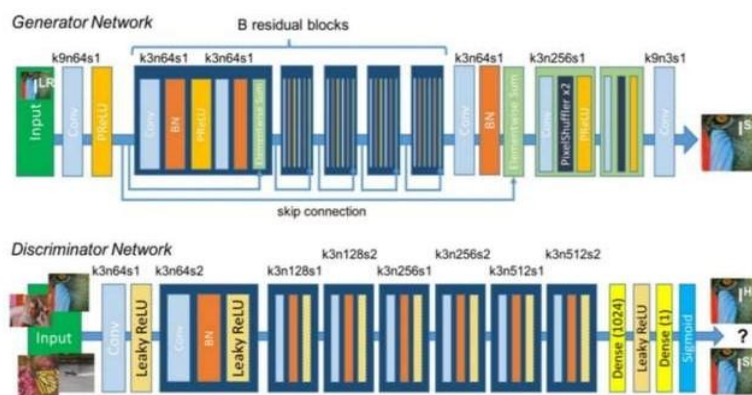 Generator Network
B residual blocks
k9n64s1
k3n64s1
k3n64s1
k3n64s1
k3n256s1
k9n3s1
LR
Input
Conv
PReLU
Conv
BN
PReLU
Elementwise Sum
Conv
BN
Elementwise Sum
Conv
PixelShuffler x2
PReLU
Conv
skip connection
Discriminator Network
k3n128s2
k3n256s2
k3n512s2
k3n64s1
k3n64s2
k3n128s1
k3n256s1
k3n512s1
Input
Conv
Leaky ReLU
Conv
BN
Leaky ReLU
Dense (1024)
Leaky ReLU
Dense (1)
Sigmoid
?